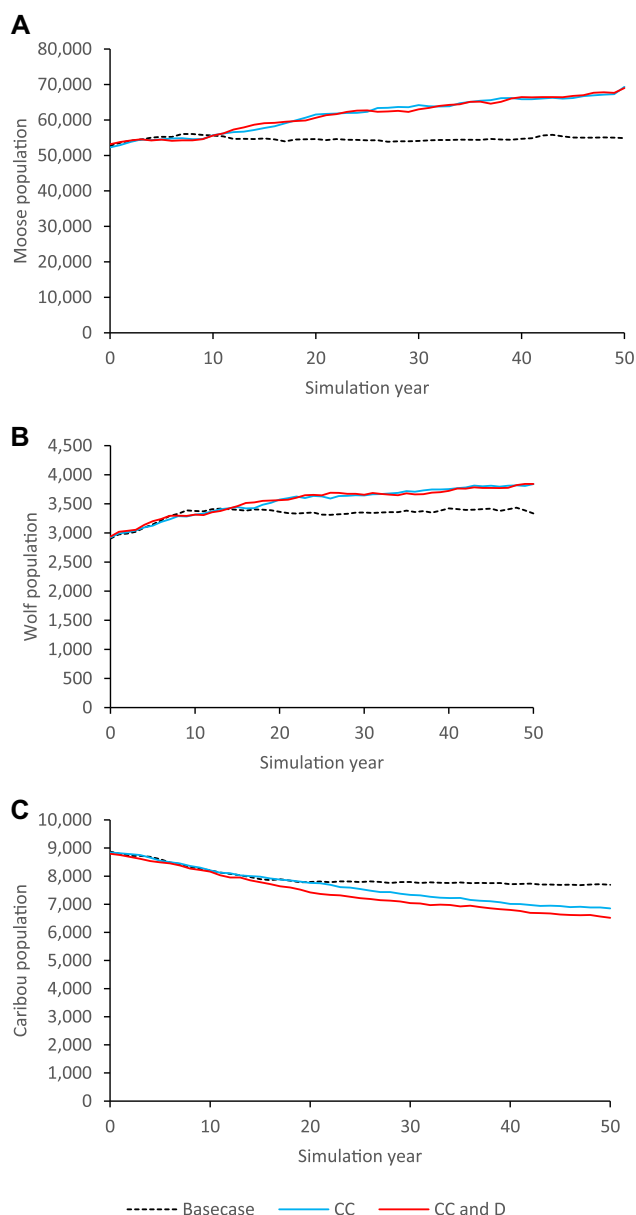 A
80,000
70,000
60,000
50,000
40,000
30,000
20,000
10,000
0
Moose population
0 10 20 30 40 50
Simulation year
B
4,500
4,000
3,500
3,000
2,500
2,000
1,500
1,000
500
0
Wolf population
0 10 20 30 40 50
Simulation year
C
10,000
9,000
8,000
7,000
6,000
5,000
4,000
3,000
2,000
1,000
0
Caribou population
0 10 20 30 40 50
Simulation year
Basecase CC CC and D